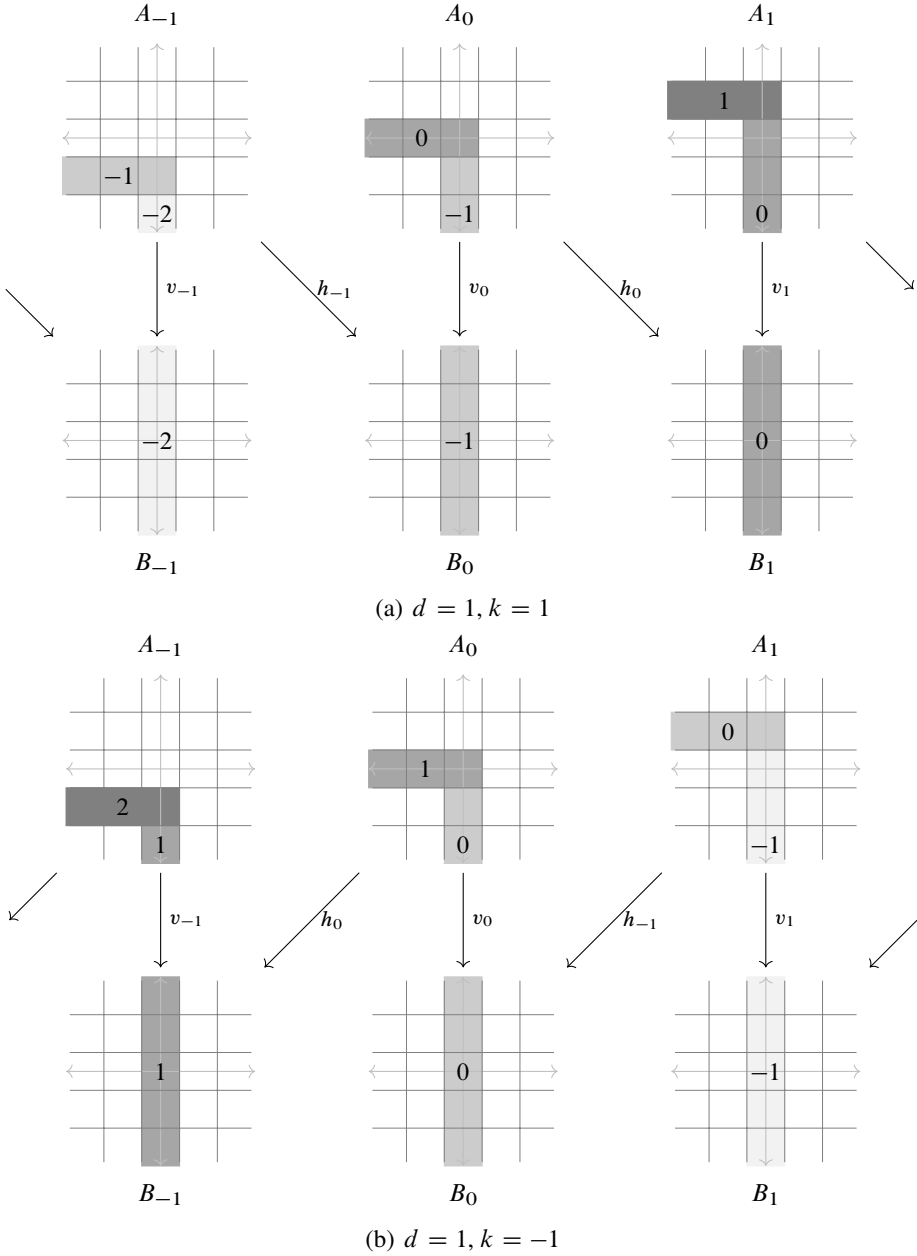 A₋₁ A₀ A₁
1
0
−1
−2 −1 0
v₋₁ h₋₁ v₀ h₀ v₁
−2 −1 0
B₋₁ B₀ B₁
(a) d = 1, k = 1
A₋₁ A₀ A₁
0
1
2
1 0 −1
v₋₁ h₀ v₀ h₋₁ v₁
1 0 −1
B₋₁ B₀ B₁
(b) d = 1, k = −1